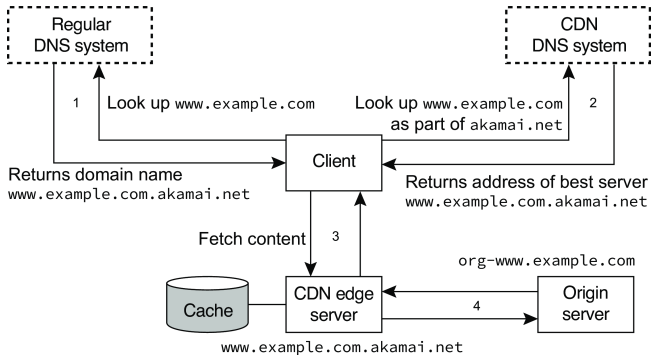 Regular
DNS system
CDN
DNS system
1
Look up www.example.com
Look up www.example.com
as part of akamai.net
2
Client
Returns domain name
www.example.com.akamai.net
Returns address of best server
www.example.com.akamai.net
Fetch content
3
org-www.example.com
Cache
CDN edge
server
4
Origin
server
www.example.com.akamai.net